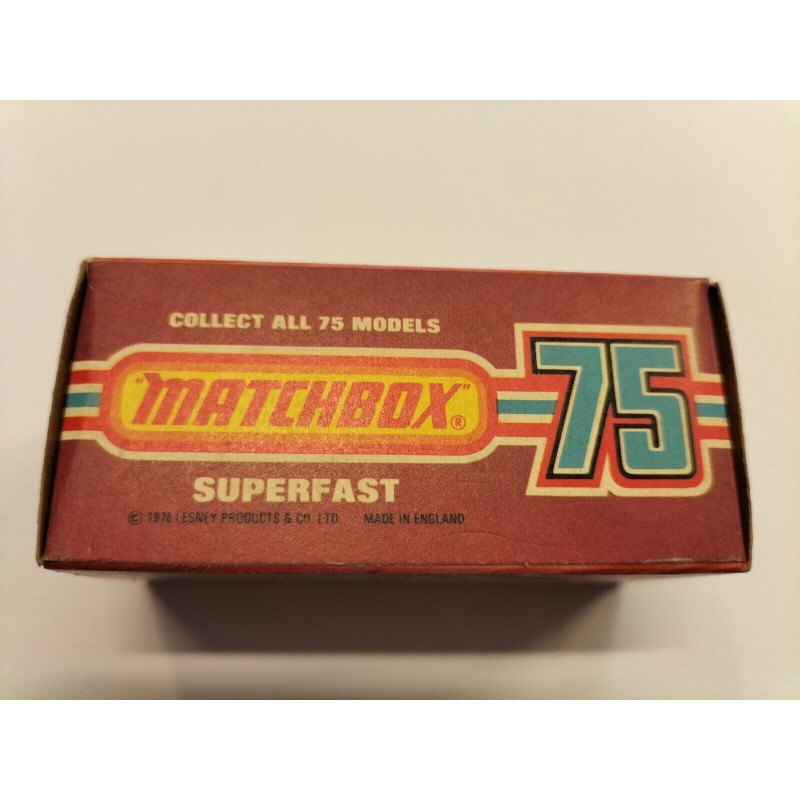 COLLECT ALL 75 MODELS
"MATCHBOX"®
75
SUPERFAST
© 1976 LESNEY PRODUCTS & CO. LTD. MADE IN ENGLAND